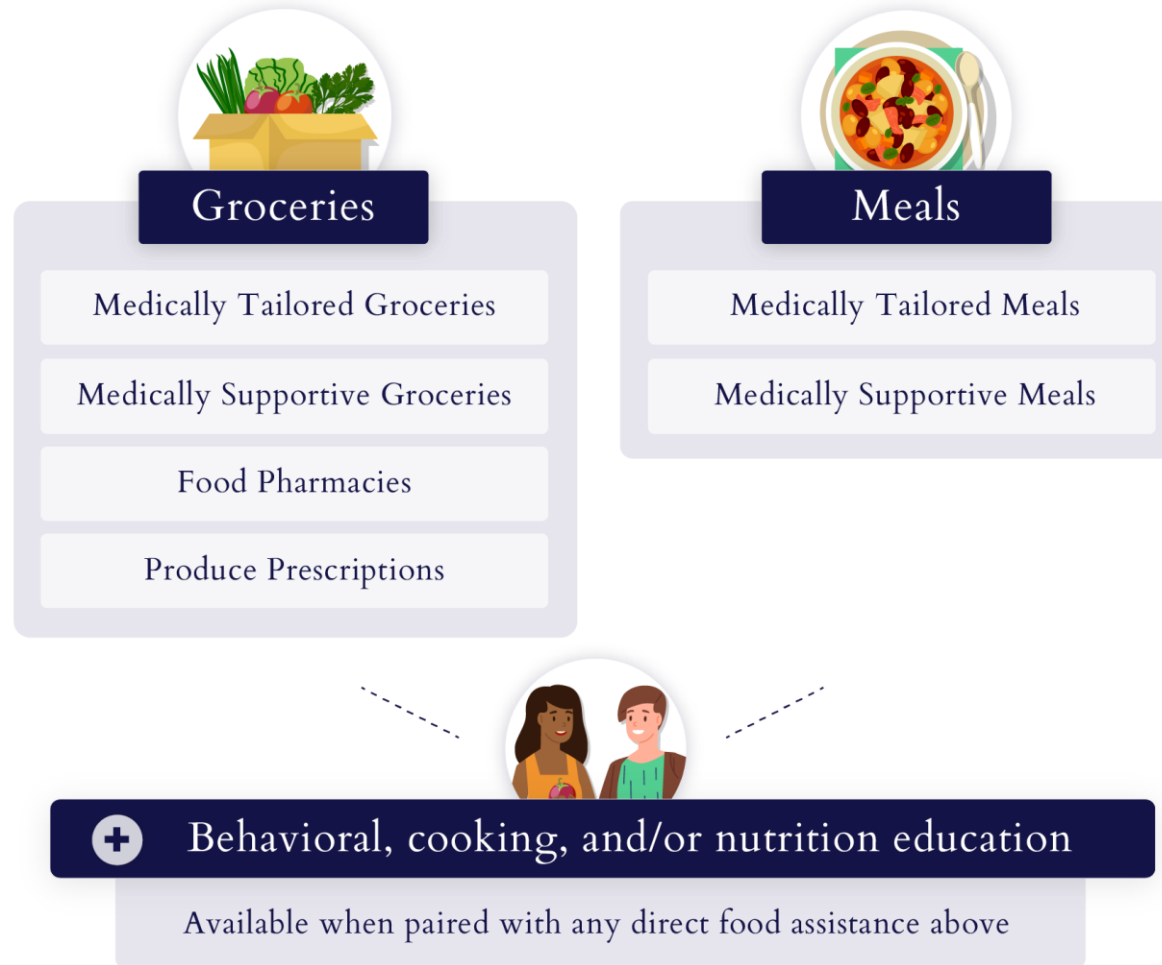 Groceries
Medically Tailored Groceries
Medically Supportive Groceries
Food Pharmacies
Produce Prescriptions
Meals
Medically Tailored Meals
Medically Supportive Meals
Behavioral, cooking, and/or nutrition education
Available when paired with any direct food assistance above